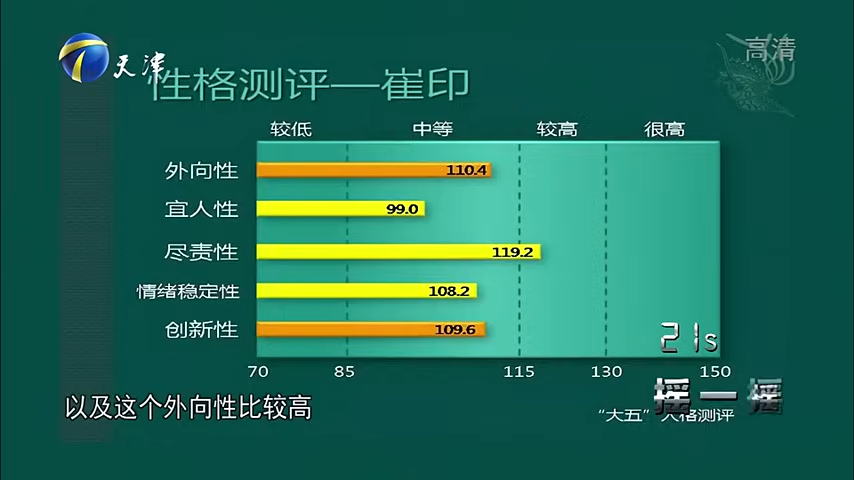 天津
高清
性格测评—崔印
较低 中等 较高 很高
外向性 110.4
宜人性 99.0
尽责性 119.2
情绪稳定性 108.2
创新性 109.6
21s
70 85 115 130 150
摇一摇
以及这个外向性比较高
“大五”人格测评